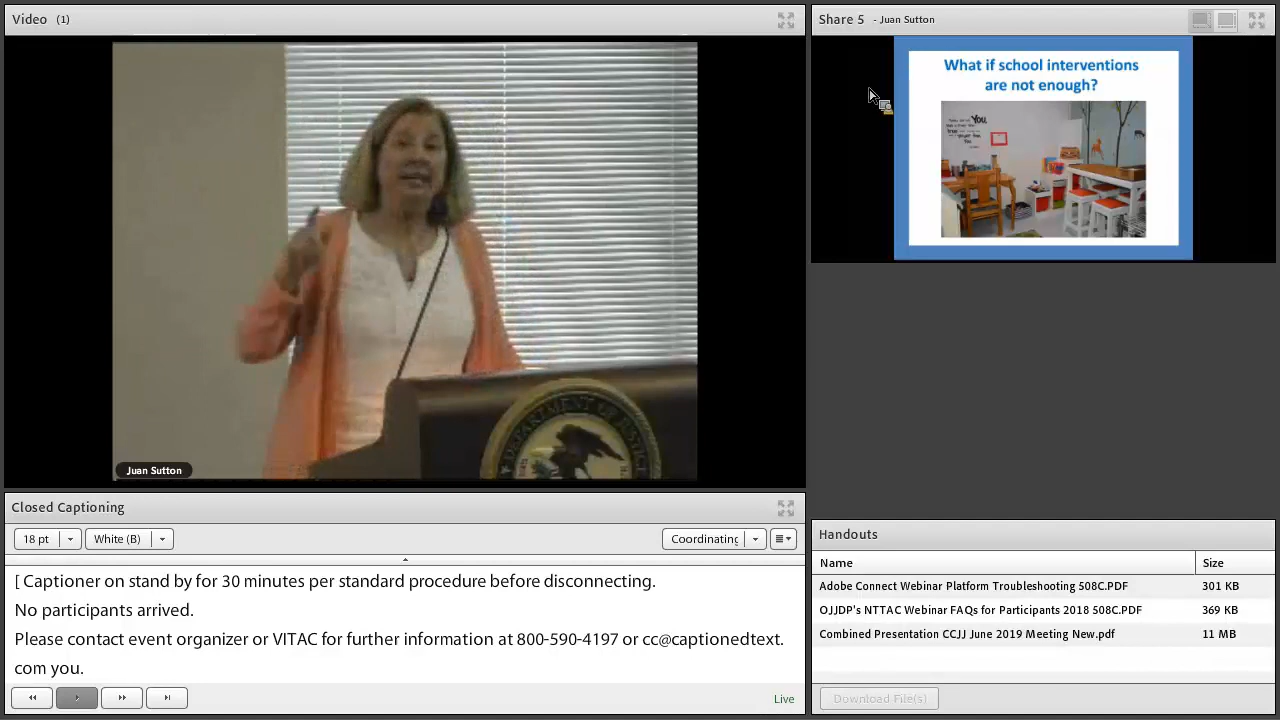 Video (1)
Share 5 - Juan Sutton
What if school interventions
are not enough?
You
DEPARTMENT OF JUSTICE
Juan Sutton
Closed Captioning
18 pt
White (B)
Coordinating
[ Captioner on stand by for 30 minutes per standard procedure before disconnecting.
No participants arrived.
Please contact event organizer or VITAC for further information at 800-590-4197 or cc@captionedtext.
com you.
Live
Handouts
Name Size
Adobe Connect Webinar Platform Troubleshooting 508C.PDF 301 KB
OJJDP's NTTAC Webinar FAQs for Participants 2018 508C.PDF 369 KB
Combined Presentation CCJJ June 2019 Meeting New.pdf 11 MB
Download File(s)